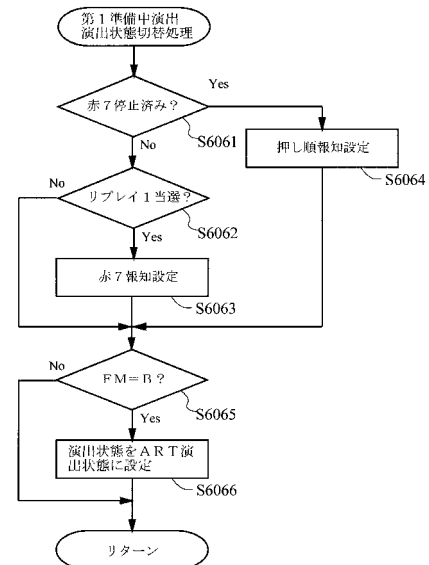 第１準備中演出
演出状態切替処理
Yes
赤７停止済み？
S6061
No
押し順報知設定
S6064
No
リプレイ１当選？
S6062
Yes
赤７報知設定
S6063
No
ＦＭ＝Ｂ？
S6065
Yes
演出状態をＡＲＴ演
出状態に設定
S6066
リターン